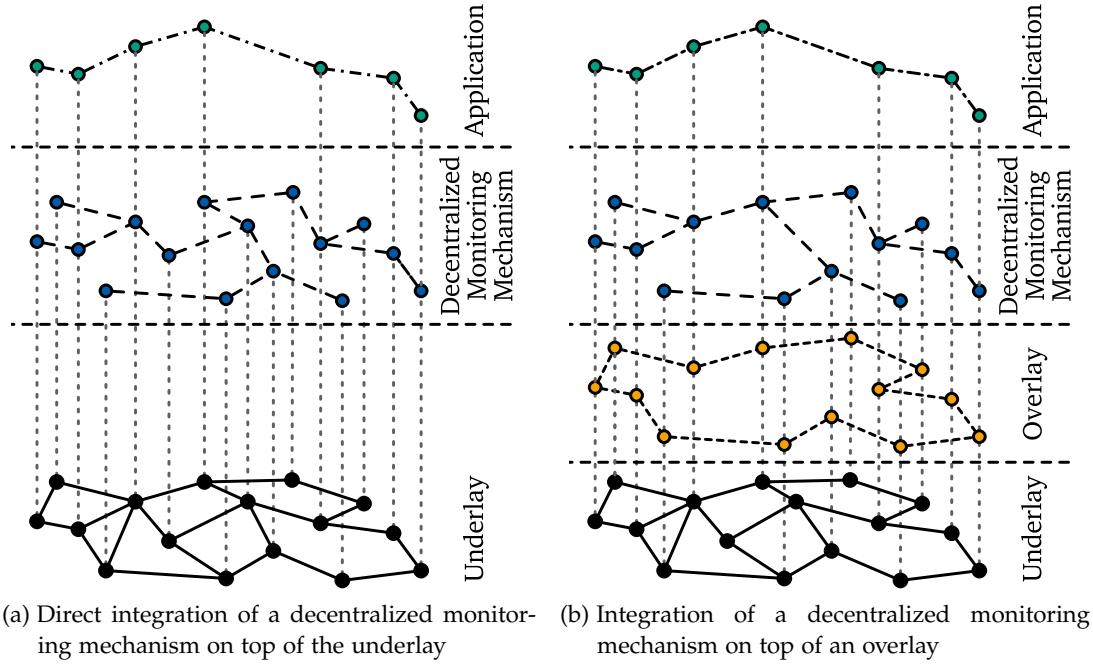 Application
Decentralized
Monitoring
Mechanism
Underlay
(a) Direct integration of a decentralized monitor-
ing mechanism on top of the underlay
Application
Decentralized
Monitoring
Mechanism
Overlay
Underlay
(b) Integration of a decentralized monitoring
mechanism on top of an overlay